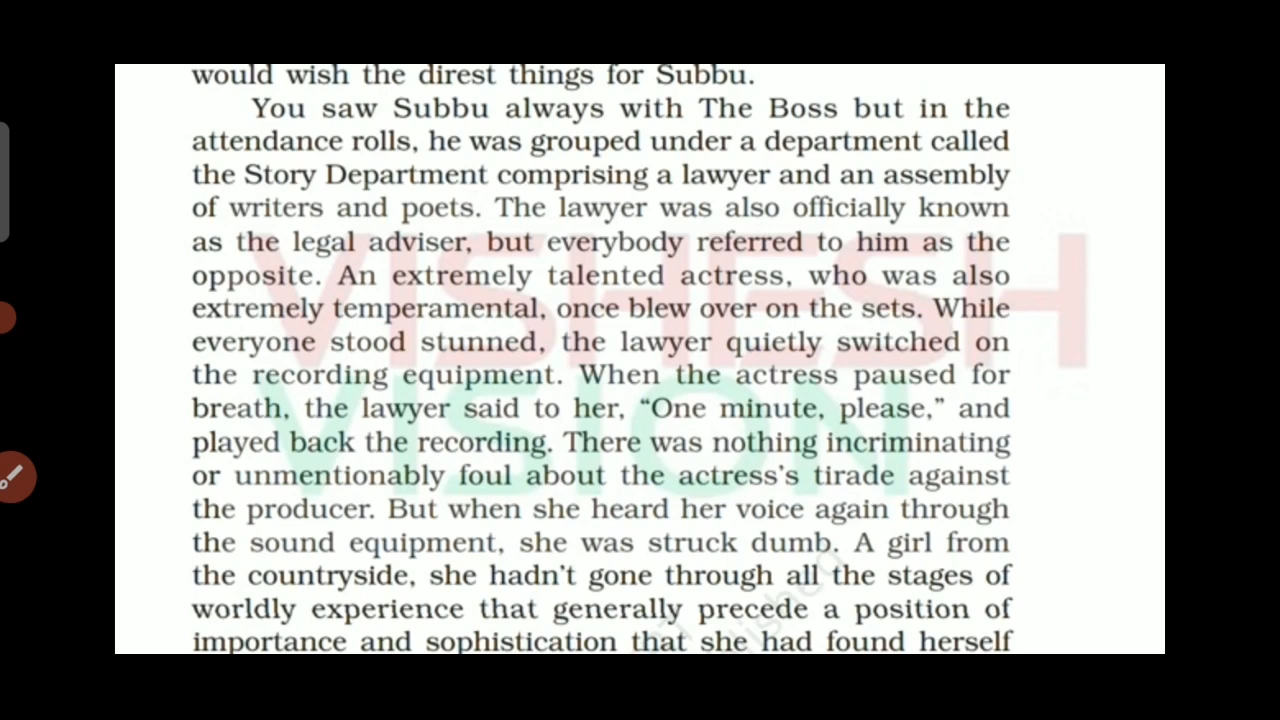 would wish the direst things for Subbu.
You saw Subbu always with The Boss but in the
attendance rolls, he was grouped under a department called
the Story Department comprising a lawyer and an assembly
of writers and poets. The lawyer was also officially known
as the legal adviser, but everybody referred to him as the
opposite. An extremely talented actress, who was also
extremely temperamental, once blew over on the sets. While
everyone stood stunned, the lawyer quietly switched on
the recording equipment. When the actress paused for
breath, the lawyer said to her, “One minute, please,” and
played back the recording. There was nothing incriminating
or unmentionably foul about the actress’s tirade against
the producer. But when she heard her voice again through
the sound equipment, she was struck dumb. A girl from
the countryside, she hadn’t gone through all the stages of
worldly experience that generally precede a position of
importance and sophistication that she had found herself
VISHESH
VISION